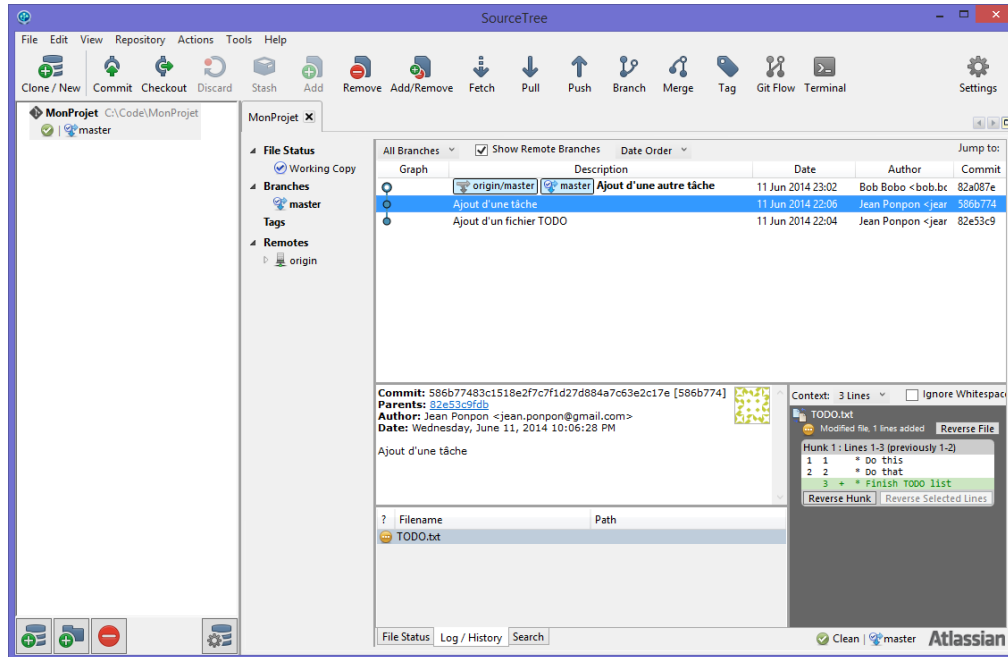 SourceTree
File Edit View Repository Actions Tools Help
Clone / New Commit Checkout Discard Stash Add Remove Add/Remove Fetch Pull Push Branch Merge Tag Git Flow Terminal Settings
MonProjet C:\Code\MonProjet
master
MonProjet
File Status
Working Copy
Branches
master
Tags
Remotes
origin
All Branches Show Remote Branches Date Order Jump to:
Graph Description Date Author Commit
origin/master master Ajout d'une autre tâche 11 Jun 2014 23:02 Bob Bobo <bob.bc 82a087e
Ajout d'une tâche 11 Jun 2014 22:06 Jean Ponpon <jear 586b774
Ajout d'un fichier TODO 11 Jun 2014 22:04 Jean Ponpon <jear 82e53c9
Commit: 586b77483c1518e2f7c7f1d27d884a7c63e2c17e [586b774]
Parents: 82e53c9fdb
Author: Jean Ponpon <jean.ponpon@gmail.com>
Date: Wednesday, June 11, 2014 10:06:28 PM
Ajout d'une tâche
? Filename Path
TODO.txt
Context: 3 Lines Ignore Whitespace
TODO.txt
Modified file, 1 lines added Reverse File
Hunk 1 : Lines 1-3 (previously 1-2)
1 1 * Do this
2 2 * Do that
3 + * Finish TODO list
Reverse Hunk Reverse Selected Lines
File Status Log / History Search
Clean | master Atlassian